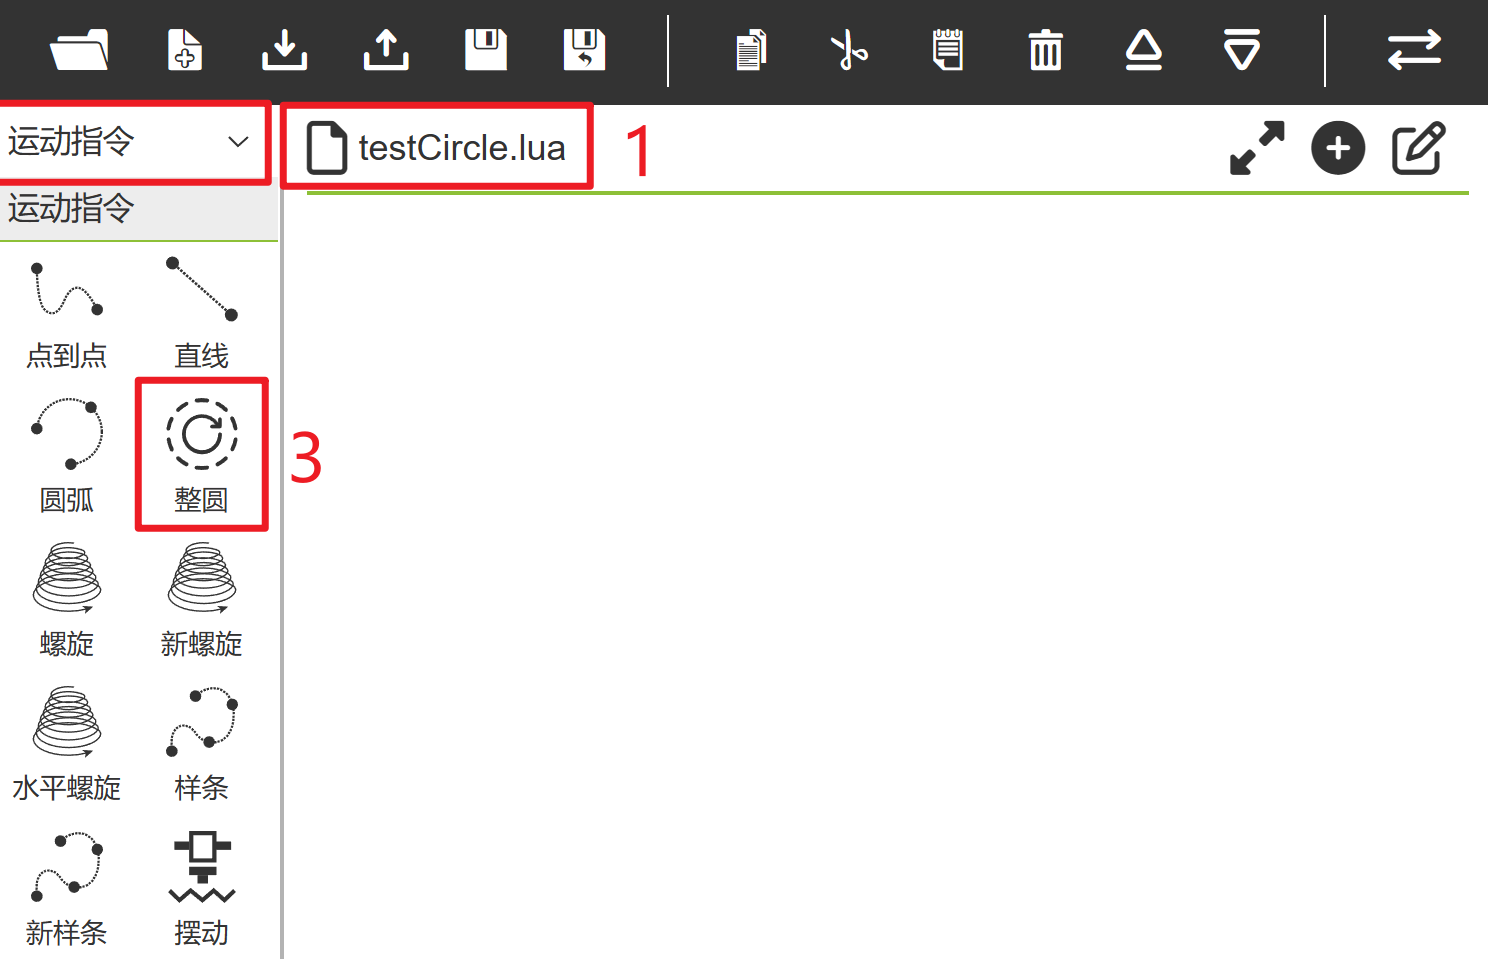 运动指令
testCircle.lua
1
运动指令
点到点
直线
圆弧
整圆
3
螺旋
新螺旋
水平螺旋
样条
新样条
摆动